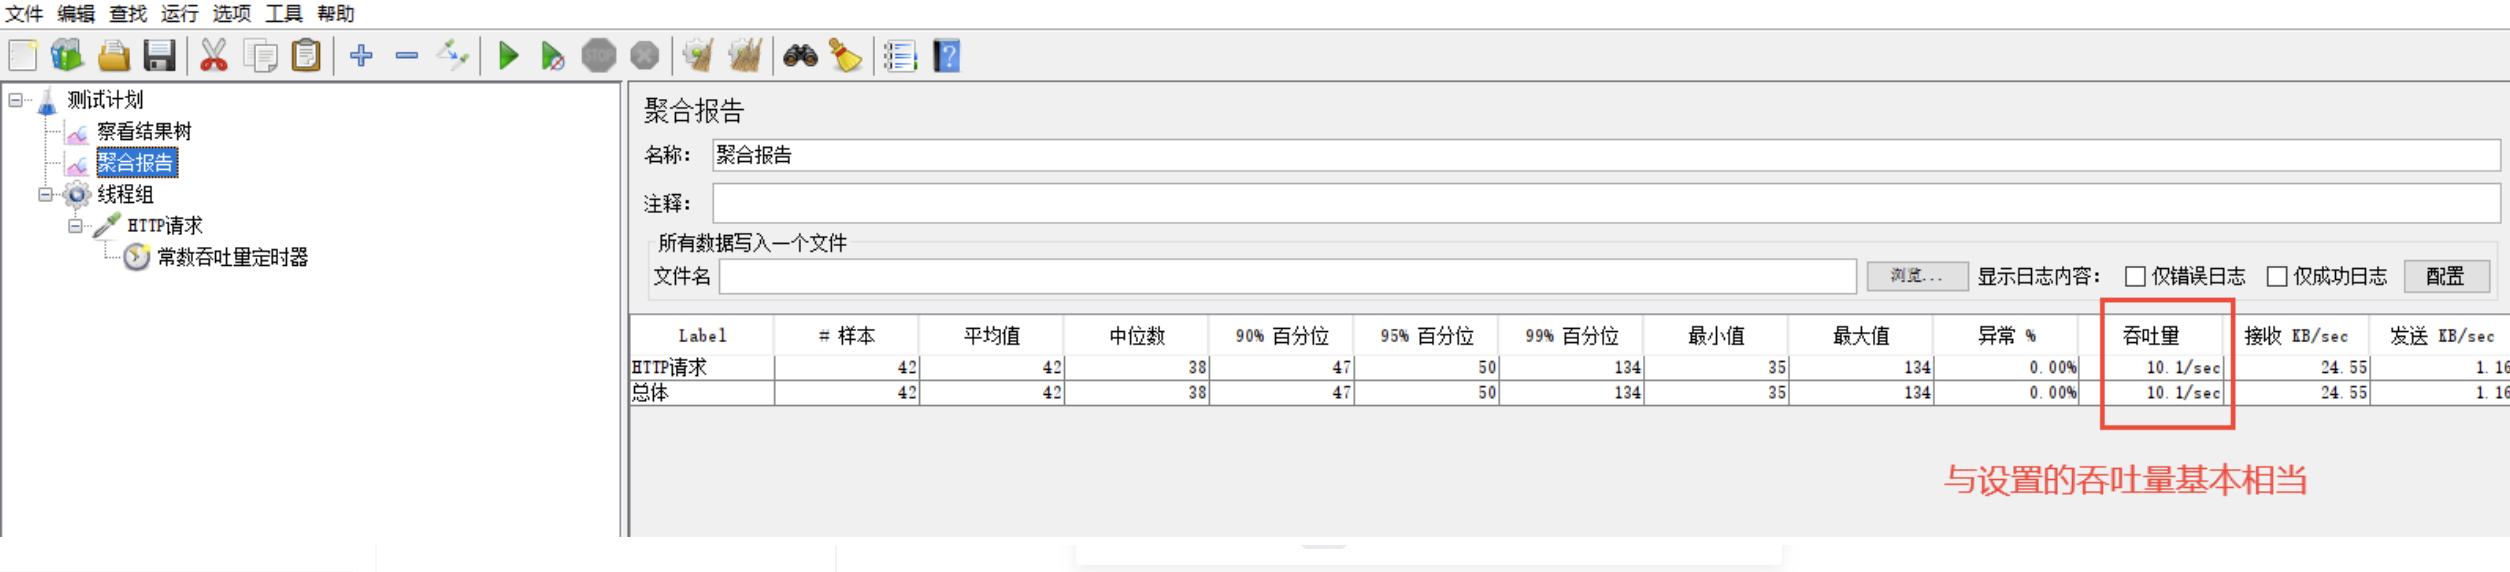 文件 编辑 查找 运行 选项 工具 帮助
STOP
测试计划
察看结果树
聚合报告
线程组
HTTP请求
常数吞吐量定时器
聚合报告
名称： 聚合报告
注释：
所有数据写入一个文件
文件名 浏览... 显示日志内容： 仅错误日志 仅成功日志 配置
Label # 样本 平均值 中位数 90% 百分位 95% 百分位 99% 百分位 最小值 最大值 异常 % 吞吐量 接收 KB/sec 发送 KB/sec
HTTP请求 42 42 38 47 50 134 35 134 0.00% 10.1/sec 24.55 1.16
总体 42 42 38 47 50 134 35 134 0.00% 10.1/sec 24.55 1.16
与设置的吞吐量基本相当